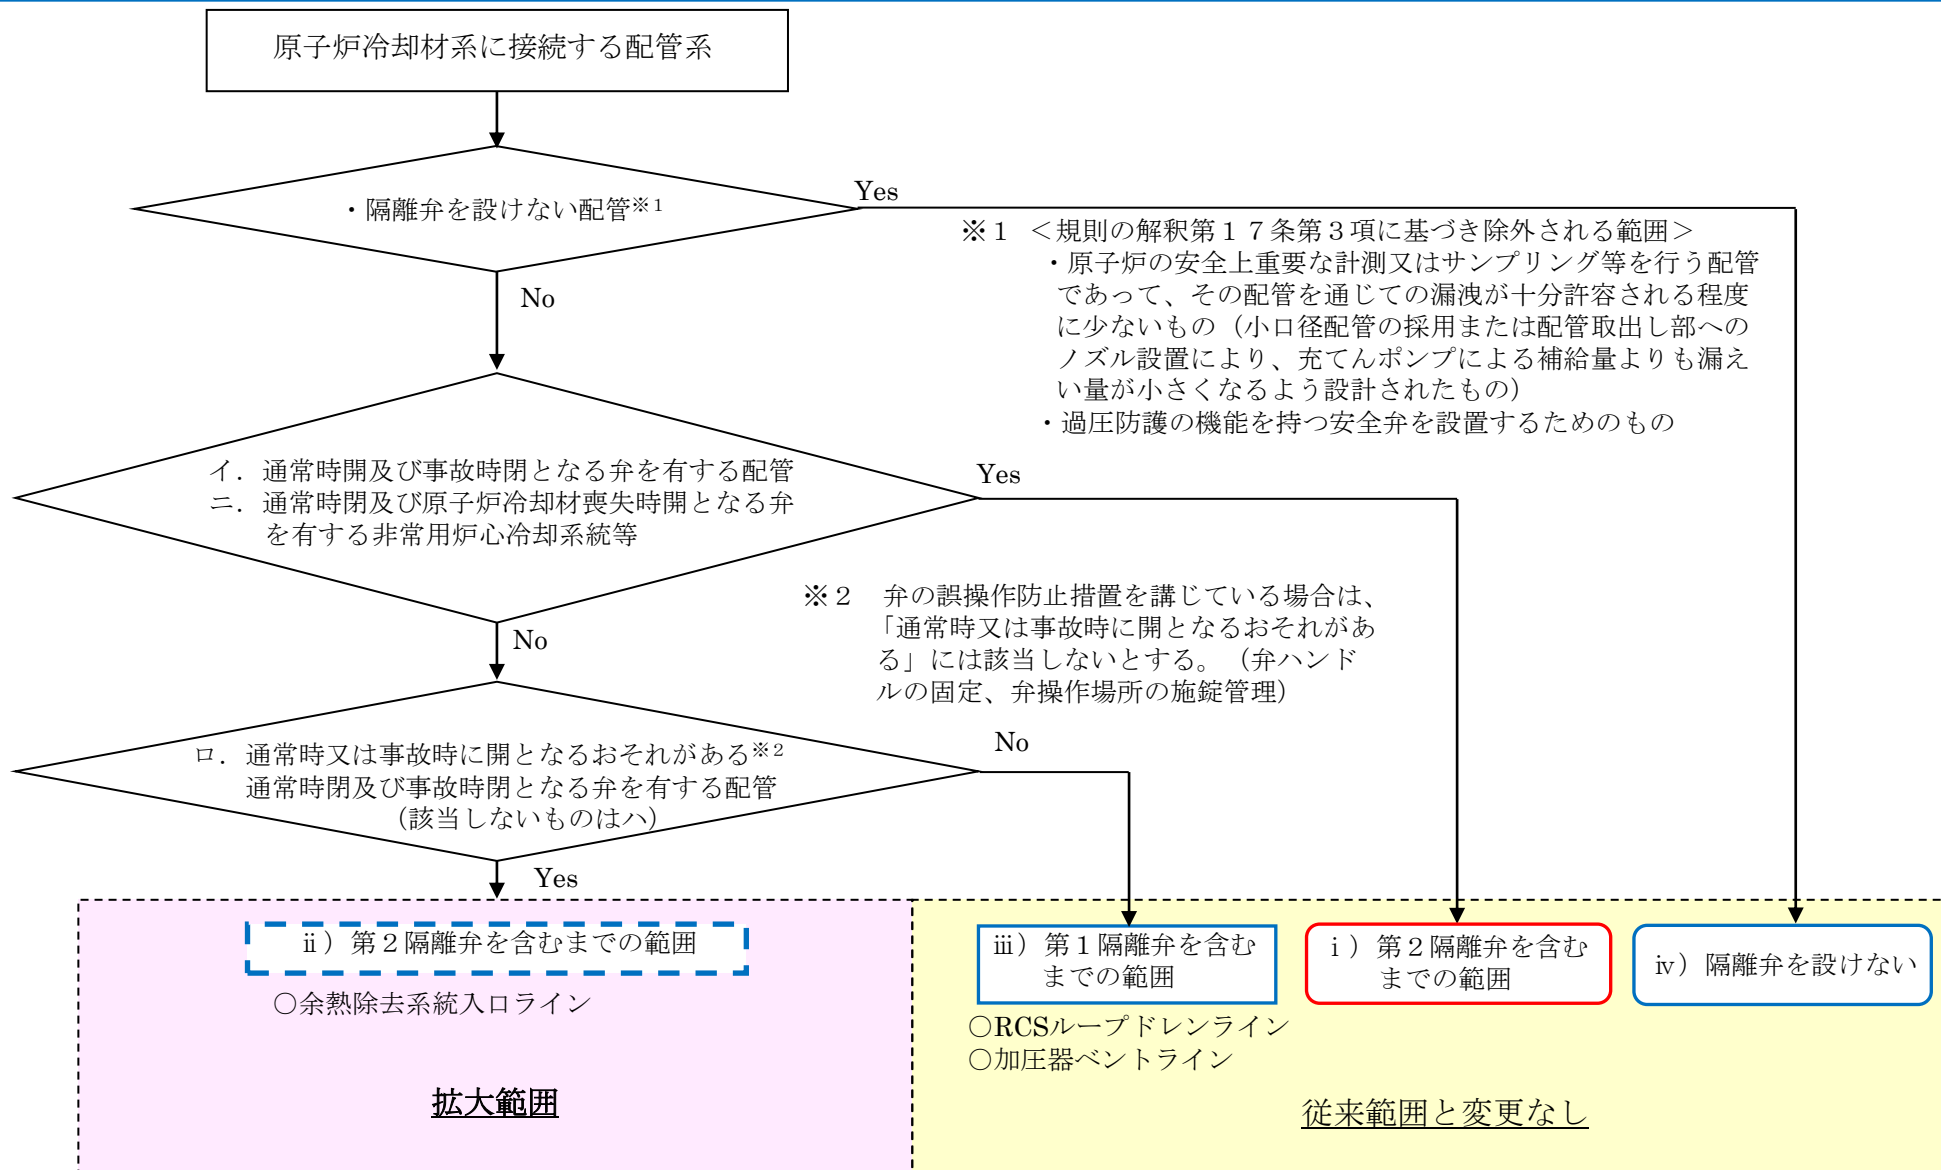 原子炉冷却材系に接続する配管系
・隔離弁を設けない配管※1
Yes
No
※１　＜規則の解釈第１７条第３項に基づき除外される範囲＞
・原子炉の安全上重要な計測又はサンプリング等を行う配管
であって、その配管を通じての漏洩が十分許容される程度
に少ないもの（小口径配管の採用または配管取出し部への
ノズル設置により、充てんポンプによる補給量よりも漏え
い量が小さくなるよう設計されたもの）
・過圧防護の機能を持つ安全弁を設置するためのもの
イ．通常時開及び事故時閉となる弁を有する配管
ニ．通常時閉及び原子炉冷却材喪失時開となる弁
を有する非常用炉心冷却系統等
Yes
No
※２　弁の誤操作防止措置を講じている場合は、
「通常時又は事故時に開となるおそれがあ
る」には該当しないとする。（弁ハンド
ルの固定、弁操作場所の施錠管理）
ロ．通常時又は事故時に開となるおそれがある※2
通常時閉及び事故時閉となる弁を有する配管
（該当しないものはハ）
No
Yes
ⅱ）第２隔離弁を含むまでの範囲
○余熱除去系統入口ライン
拡大範囲
ⅲ）第１隔離弁を含む
までの範囲
○RCSループドレンライン
○加圧器ベントライン
ⅰ）第２隔離弁を含む
までの範囲
ⅳ）隔離弁を設けない
従来範囲と変更なし